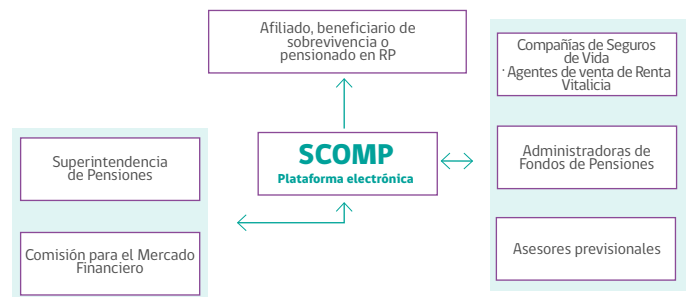 Afiliado, beneficiario de
sobrevivencia o
pensionado en RP
Compañías de Seguros
de Vida
· Agentes de venta de Renta
Vitalicia
SCOMP
Plataforma electrónica
Superintendencia
de Pensiones
Administradoras de
Fondos de Pensiones
Comisión para el Mercado
Financiero
Asesores previsionales